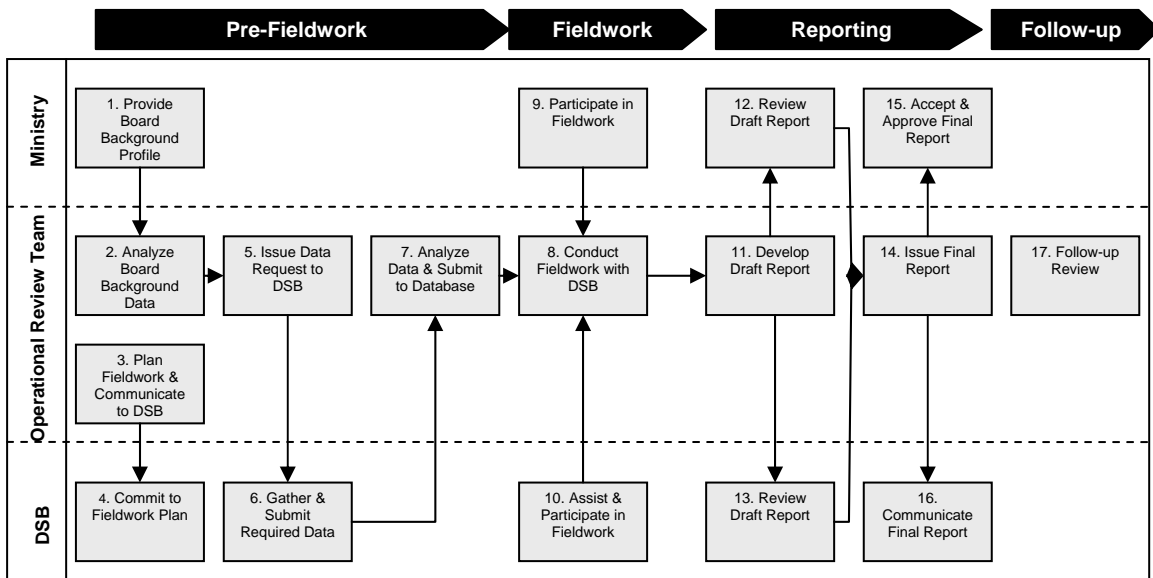 Pre-Fieldwork
Fieldwork
Reporting
Follow-up
Ministry
1. Provide
Board
Background
Profile
9. Participate in
Fieldwork
12. Review
Draft Report
15. Accept &
Approve Final
Report
Operational Review Team
2. Analyze
Board
Background
Data
5. Issue Data
Request to
DSB
7. Analyze
Data & Submit
to Database
8. Conduct
Fieldwork with
DSB
11. Develop
Draft Report
14. Issue Final
Report
17. Follow-up
Review
3. Plan
Fieldwork &
Communicate
to DSB
DSB
4. Commit to
Fieldwork Plan
6. Gather &
Submit
Required Data
10. Assist &
Participate in
Fieldwork
13. Review
Draft Report
16.
Communicate
Final Report